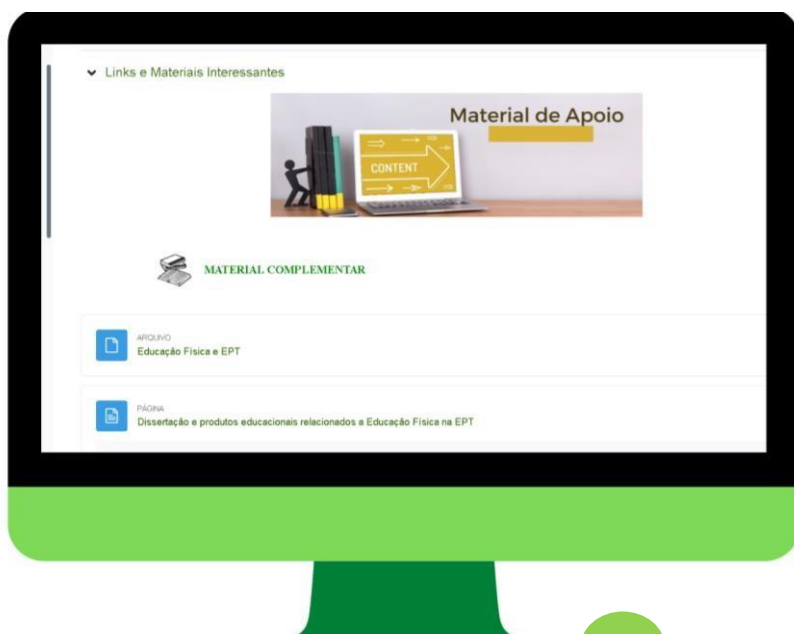 Links e Materiais Interessantes
Material de Apoio
CONTENT
MATERIAL COMPLEMENTAR
ARQUIVO
Educação Física e EPT
PÁGINA
Dissertação e produtos educacionais relacionados a Educação Física na EPT